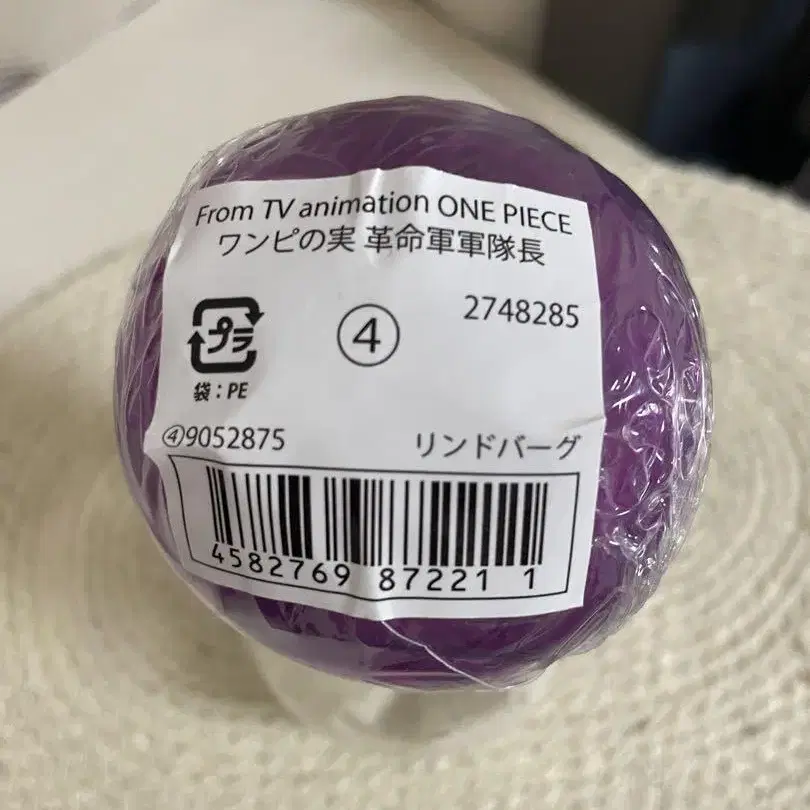 From TV animation ONE PIECE
ワンピの実 革命軍軍隊長
プラ ④ 2748285
袋：PE
④9052875 リンドバーグ
4582769 87221 1